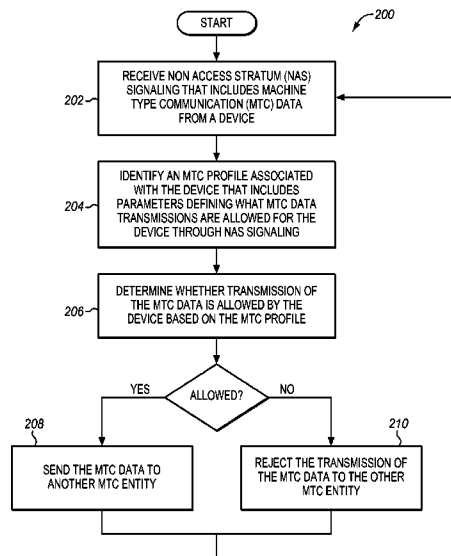 START
200
RECEIVE NON ACCESS STRATUM (NAS)
SIGNALING THAT INCLUDES MACHINE
TYPE COMMUNICATION (MTC) DATA
FROM A DEVICE
202
IDENTIFY AN MTC PROFILE ASSOCIATED
WITH THE DEVICE THAT INCLUDES
PARAMETERS DEFINING WHAT MTC DATA
TRANSMISSIONS ARE ALLOWED FOR THE
DEVICE THROUGH NAS SIGNALING
204
DETERMINE WHETHER TRANSMISSION OF
THE MTC DATA IS ALLOWED BY THE
DEVICE BASED ON THE MTC PROFILE
206
YES
ALLOWED?
NO
208
SEND THE MTC DATA TO
ANOTHER MTC ENTITY
210
REJECT THE TRANSMISSION OF
THE MTC DATA TO THE OTHER
MTC ENTITY